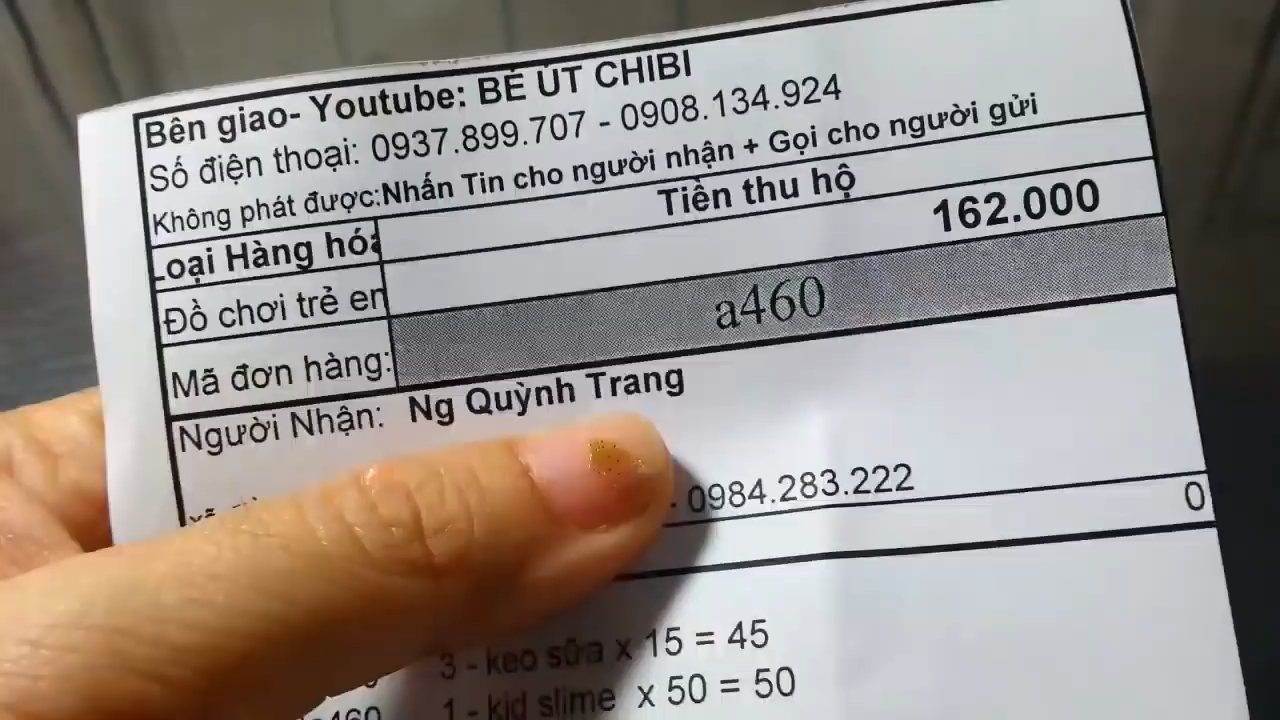 Bên giao- Youtube: BÉ ÚT CHIBI
Số điện thoại: 0937.899.707 - 0908.134.924
Không phát được:Nhấn Tin cho người nhận + Gọi cho người gửi
Loại Hàng hóa Tiền thu hộ
Đồ chơi trẻ em 162.000
Mã đơn hàng: a460
Người Nhận: Ng Quỳnh Trang
- 0984.283.222
0
3 - keo sữa x 15 = 45
1 - kid slime x 50 = 50